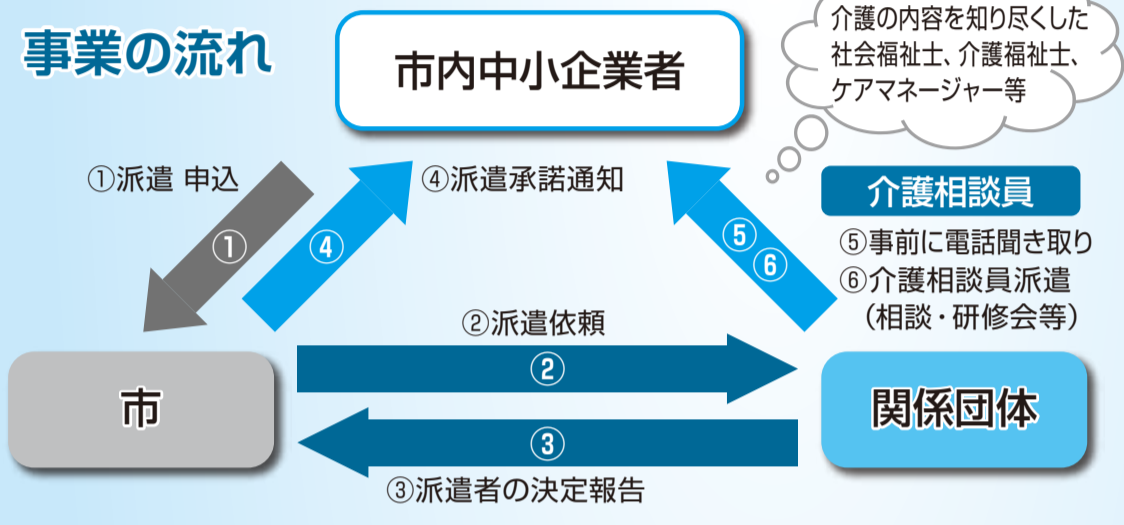 事業の流れ
市内中小企業者
介護の内容を知り尽くした
社会福祉士、介護福祉士、
ケアマネージャー等
①派遣 申込
④派遣承諾通知
介護相談員
①
④
⑤
⑥
⑤事前に電話聞き取り
⑥介護相談員派遣
(相談・研修会等)
②派遣依頼
②
市
関係団体
③
③派遣者の決定報告